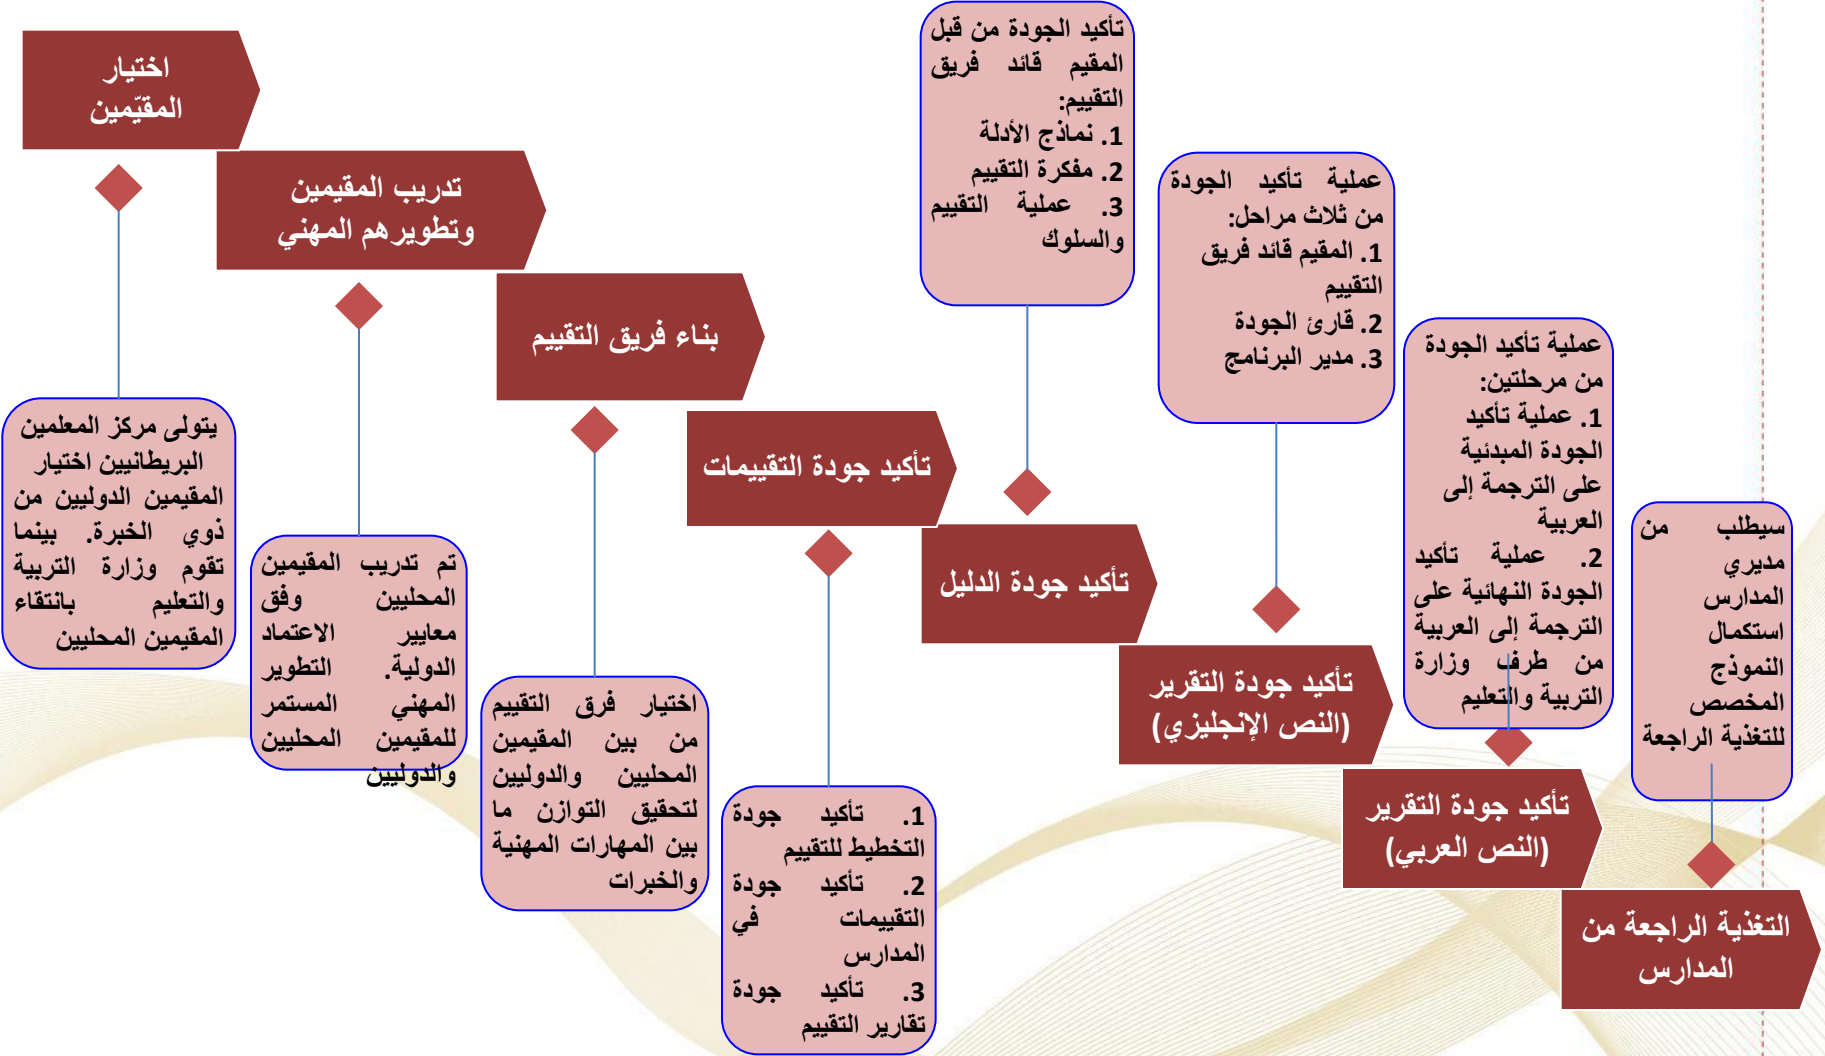 اختيار
المقيّمين
يتولى مركز المعلمين
البريطانيين اختيار
المقيمين الدوليين من
ذوي الخبرة. بينما
تقوم وزارة التربية
والتعليم بانتقاء
المقيمين المحليين
تدريب المقيمين
وتطويرهم المهني
تم تدريب المقيمين
المحليين وفق
معايير الاعتماد
الدولية. التطوير
المهني المستمر
للمقيمين المحليين
والدوليين
بناء فريق التقييم
اختيار فرق التقييم
من بين المقيمين
المحليين والدوليين
لتحقيق التوازن ما
بين المهارات المهنية
والخبرات
تأكيد جودة التقييمات
1. تأكيد جودة
التخطيط للتقييم
2. تأكيد جودة
التقييمات في
المدارس
3. تأكيد جودة
تقارير التقييم
تأكيد الجودة من قبل
المقيم قائد فريق
التقييم:
1. نماذج الأدلة
2. مفكرة التقييم
3. عملية التقييم
والسلوك
تأكيد جودة الدليل
عملية تأكيد الجودة
من ثلاث مراحل:
1. المقيم قائد فريق
التقييم
2. قارئ الجودة
3. مدير البرنامج
تأكيد جودة التقرير
(النص الإنجليزي)
عملية تأكيد الجودة
من مرحلتين:
1. عملية تأكيد
الجودة المبدئية
على الترجمة إلى
العربية
2. عملية تأكيد
الجودة النهائية على
الترجمة إلى العربية
من طرف وزارة
التربية والتعليم
تأكيد جودة التقرير
(النص العربي)
سيطلب من
مديري
المدارس
استكمال
النموذج
المخصص
للتغذية الراجعة
التغذية الراجعة من
المدارس